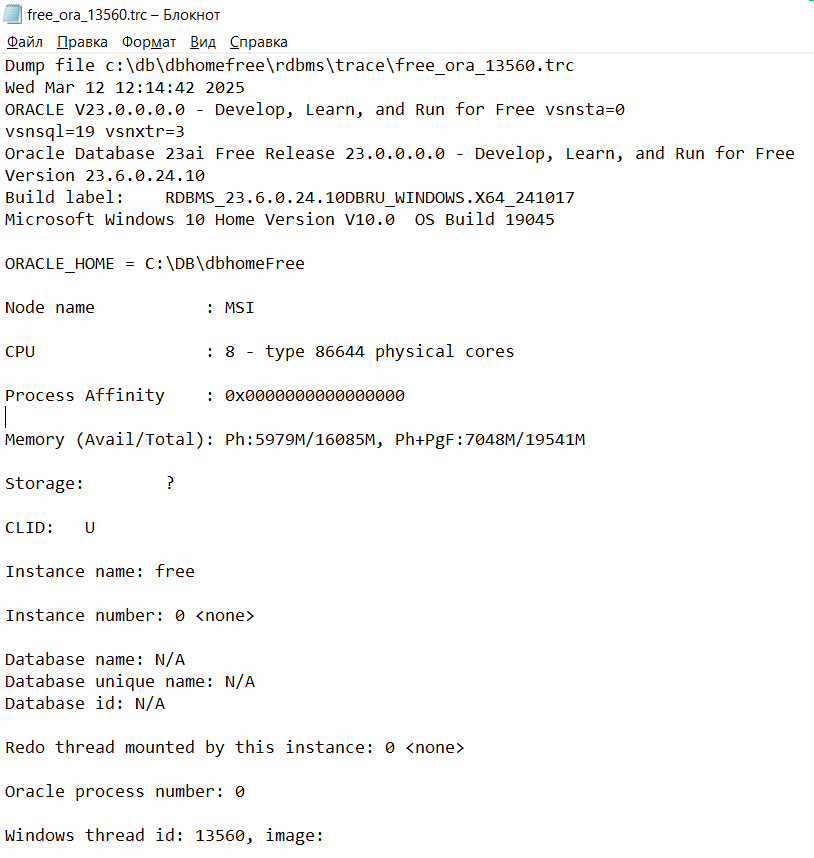 free_ora_13560.trc – Блокнот
Файл Правка Формат Вид Справка
Dump file c:\db\dbhomefree\rdbms\trace\free_ora_13560.trc
Wed Mar 12 12:14:42 2025
ORACLE V23.0.0.0.0 - Develop, Learn, and Run for Free vsnsta=0
vsnsql=19 vsnxtr=3
Oracle Database 23ai Free Release 23.0.0.0.0 - Develop, Learn, and Run for Free
Version 23.6.0.24.10
Build label:    RDBMS_23.6.0.24.10DBRU_WINDOWS.X64_241017
Microsoft Windows 10 Home Version V10.0  OS Build 19045
ORACLE_HOME = C:\DB\dbhomeFree
Node name           : MSI
CPU                 : 8 - type 86644 physical cores
Process Affinity    : 0x0000000000000000
Memory (Avail/Total): Ph:5979M/16085M, Ph+PgF:7048M/19541M
Storage:        ?
CLID:   U
Instance name: free
Instance number: 0 <none>
Database name: N/A
Database unique name: N/A
Database id: N/A
Redo thread mounted by this instance: 0 <none>
Oracle process number: 0
Windows thread id: 13560, image: